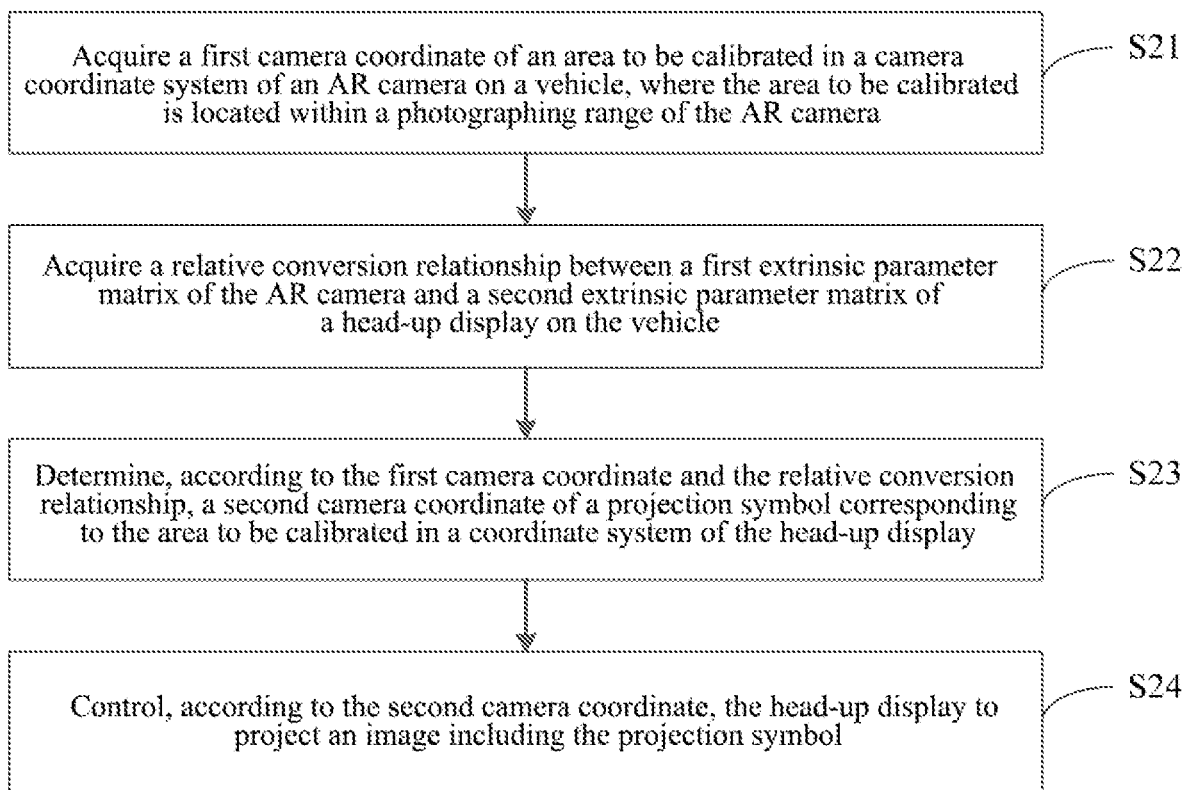 Acquire a first camera coordinate of an area to be calibrated in a camera
coordinate system of an AR camera on a vehicle, where the area to be calibrated
is located within a photographing range of the AR camera
S21
Acquire a relative conversion relationship between a first extrinsic parameter
matrix of the AR camera and a second extrinsic parameter matrix of
a head-up display on the vehicle
S22
Determine, according to the first camera coordinate and the relative conversion
relationship, a second camera coordinate of a projection symbol corresponding
to the area to be calibrated in a coordinate system of the head-up display
S23
Control, according to the second camera coordinate, the head-up display to
project an image including the projection symbol
S24